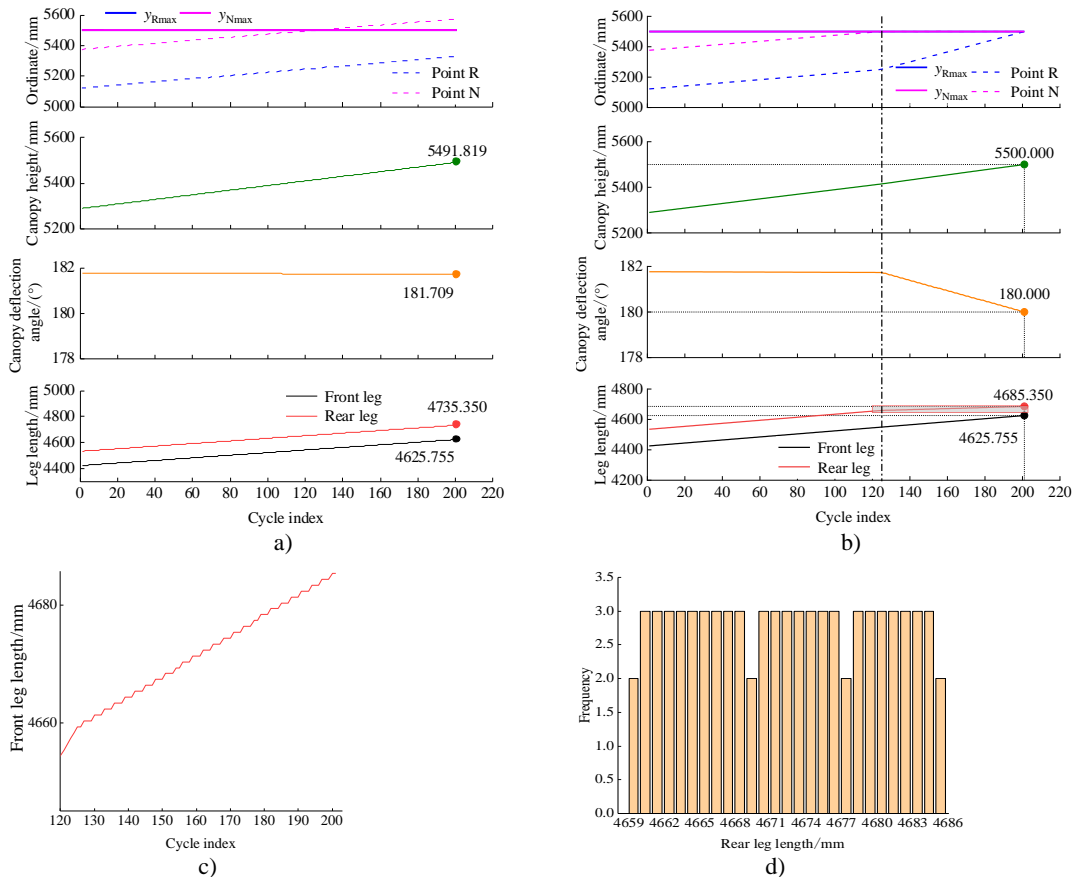 y_Rmax y_Nmax
5600
5400
5200
5000
Ordinate/mm
Point R
Point N
5600
5400
5200
Canopy height/mm
5491.819
182
180
178
Canopy deflection
angle/(°)
181.709
5000
4800
4600
4400
Leg length/mm
Front leg
Rear leg
4735.350
4625.755
0 20 40 60 80 100 120 140 160 180 200 220
Cycle index
a)
5600
5400
5200
5000
Ordinate/mm
y_Rmax Point R
y_Nmax Point N
5600
5400
5200
Canopy height/mm
5500.000
182
180
178
Canopy deflection
angle/(°)
180.000
4800
4600
4400
4200
Leg length/mm
4685.350
4625.755
Front leg
Rear leg
0 20 40 60 80 100 120 140 160 180 200 220
Cycle index
b)
4680
4660
Front leg length/mm
120 130 140 150 160 170 180 190 200
Cycle index
c)
3.5
3.0
2.5
2.0
1.5
1.0
0.5
0.0
Frequency
4659 4662 4665 4668 4671 4674 4677 4680 4683 4686
Rear leg length/mm
d)